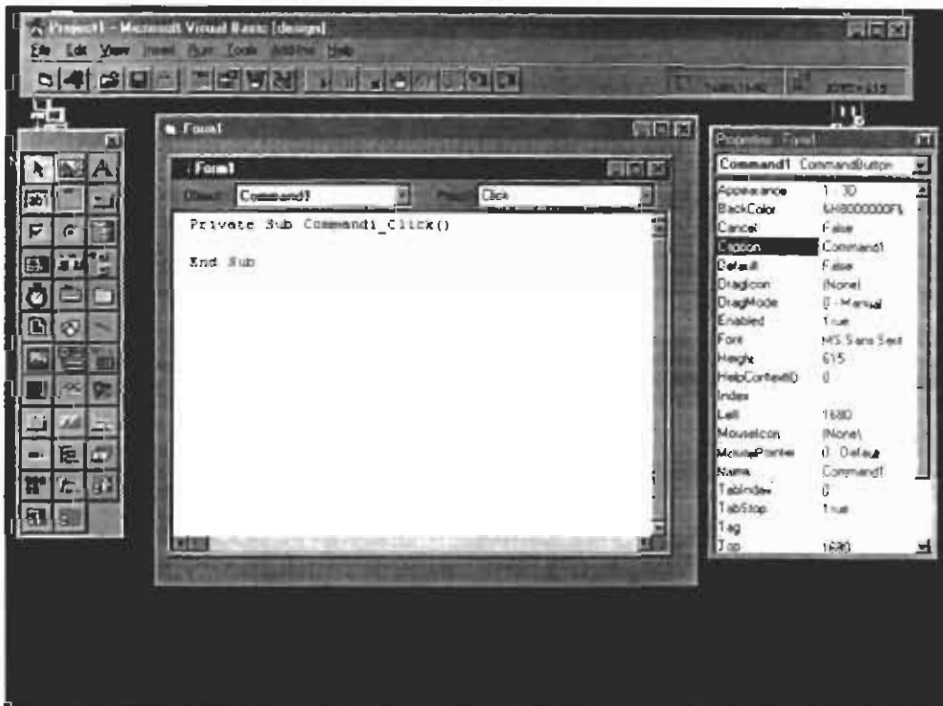 Project1 - Microsoft Visual Basic [design]
File Edit View Insert Run Tools Add-Ins Help
Form1
Form1
Object: Command1 Proc: Click
Private Sub Command1_Click()
End Sub
Properties - Form1
Command1 CommandButton
Appearance 1 - 3D
BackColor &H8000000F&
Cancel False
Caption Command1
Default False
DragIcon (None)
DragMode 0 - Manual
Enabled True
Font MS Sans Serif
Height 615
HelpContextID 0
Index
Left 1680
MouseIcon (None)
MousePointer 0 - Default
Name Command1
TabIndex 0
TabStop True
Tag
Top 1680